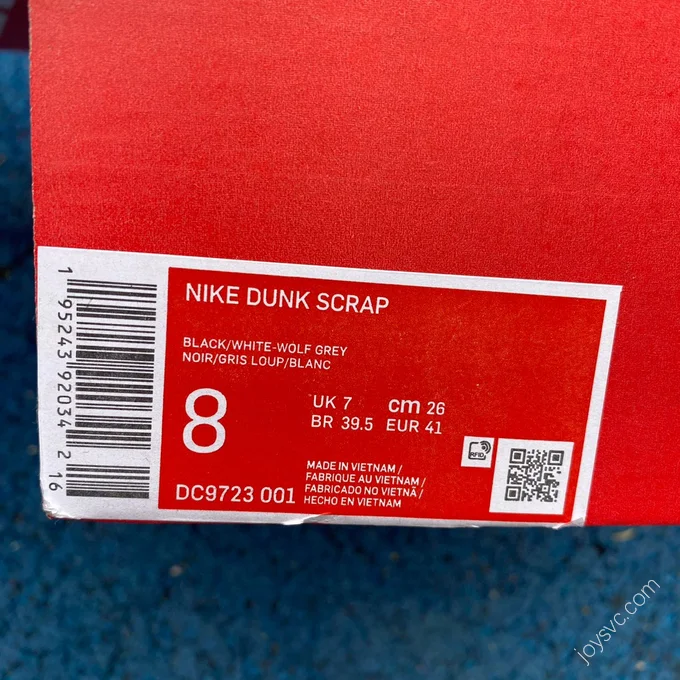 NIKE DUNK SCRAP
BLACK/WHITE-WOLF GREY
NOIR/GRIS LOUP/BLANC
8
UK 7 cm 26
BR 39.5 EUR 41
DC9723 001
MADE IN VIETNAM /
FABRIQUE AU VIETNAM /
FABRICADO NO VIETNÃ /
HECHO EN VIETNAM
RFID
1 95243 92034 2 16
joysvc.com